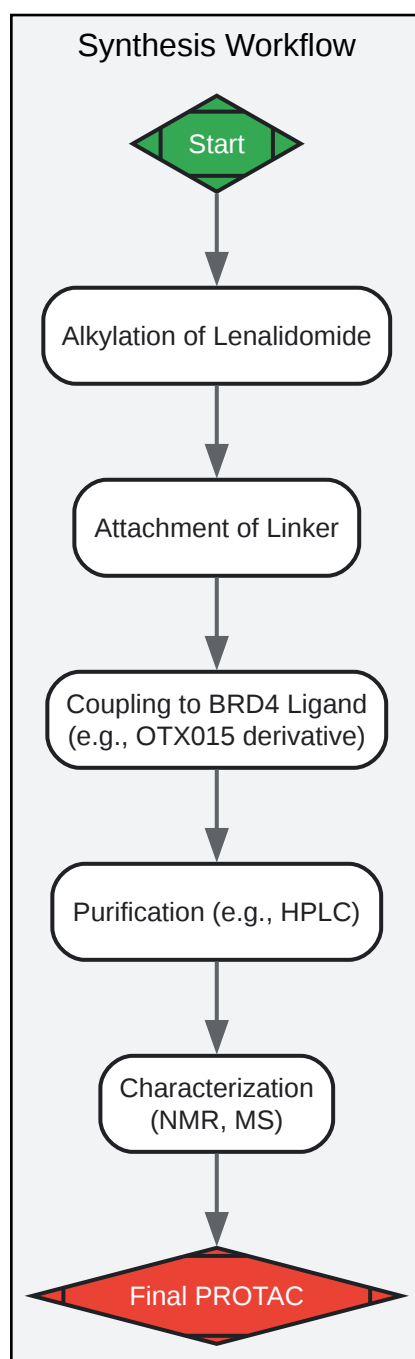 Synthesis Workflow
Start
Alkylation of Lenalidomide
Attachment of Linker
Coupling to BRD4 Ligand
(e.g., OTX015 derivative)
Purification (e.g., HPLC)
Characterization
(NMR, MS)
Final PROTAC